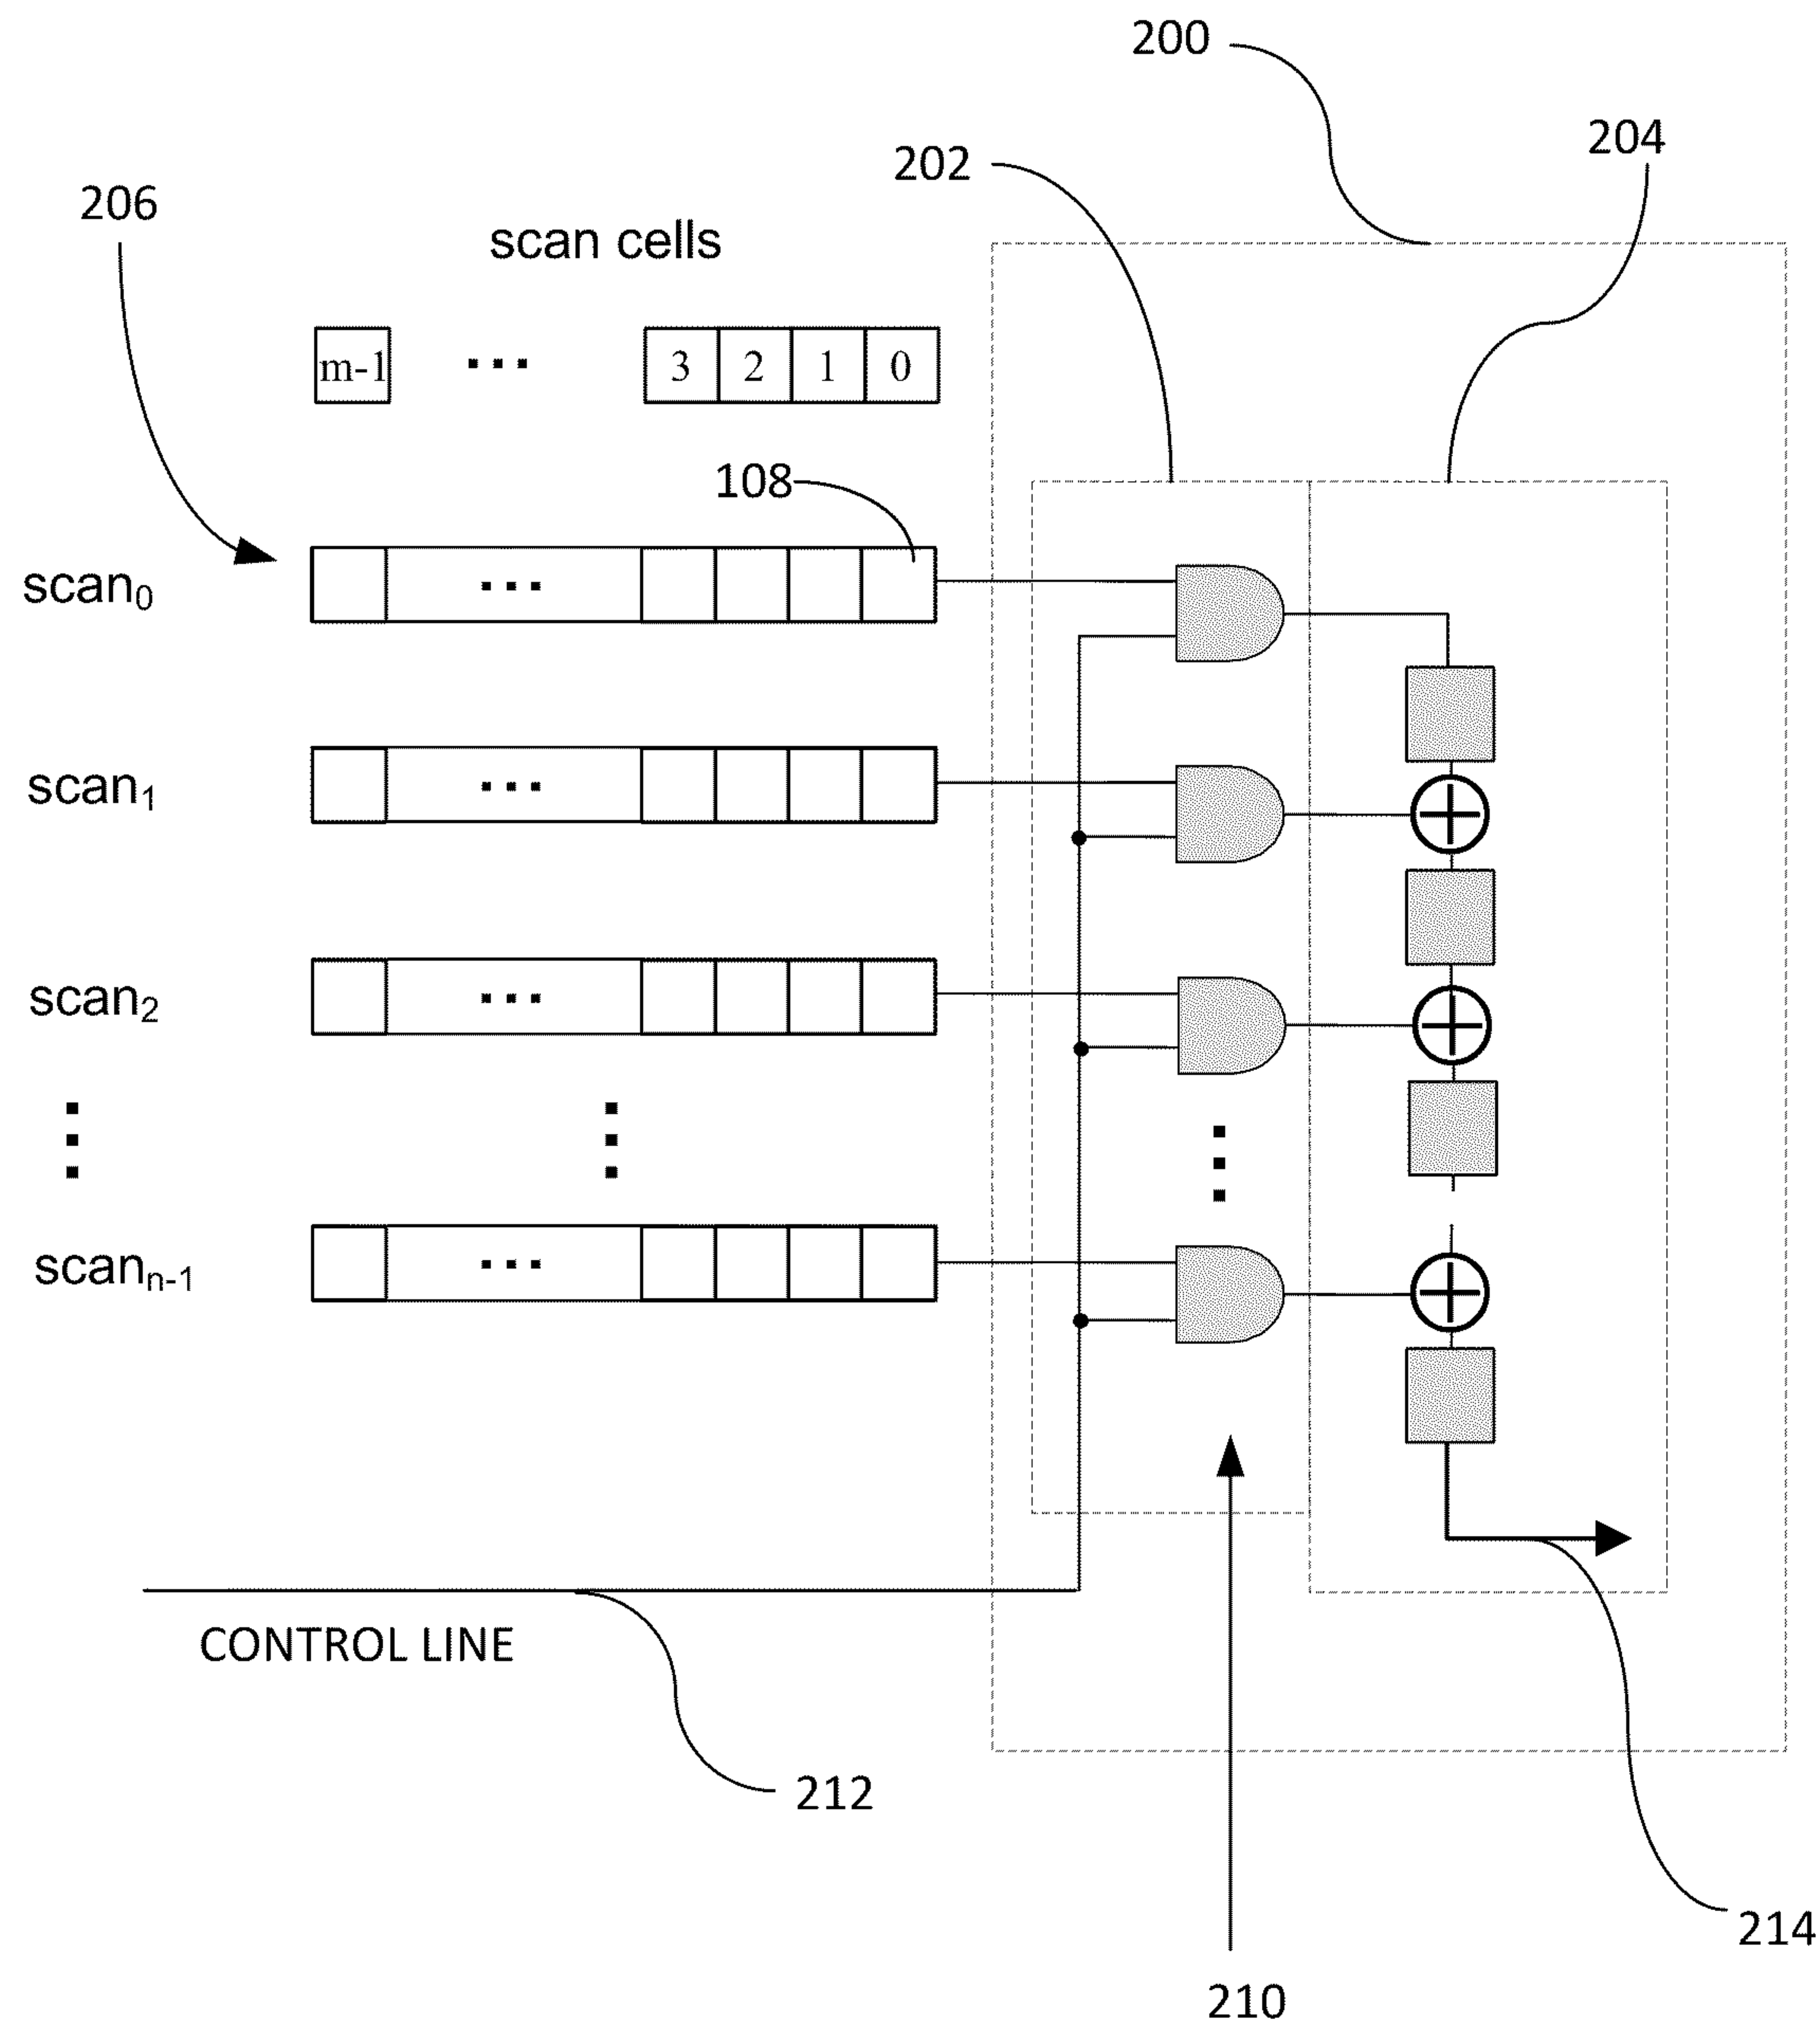 200
202
204
206
scan cells
m-1 ... 3 2 1 0
108
scan₀ ...
scan₁ ...
scan₂ ...
scanₙ₋₁ ...
CONTROL LINE
212
214
210